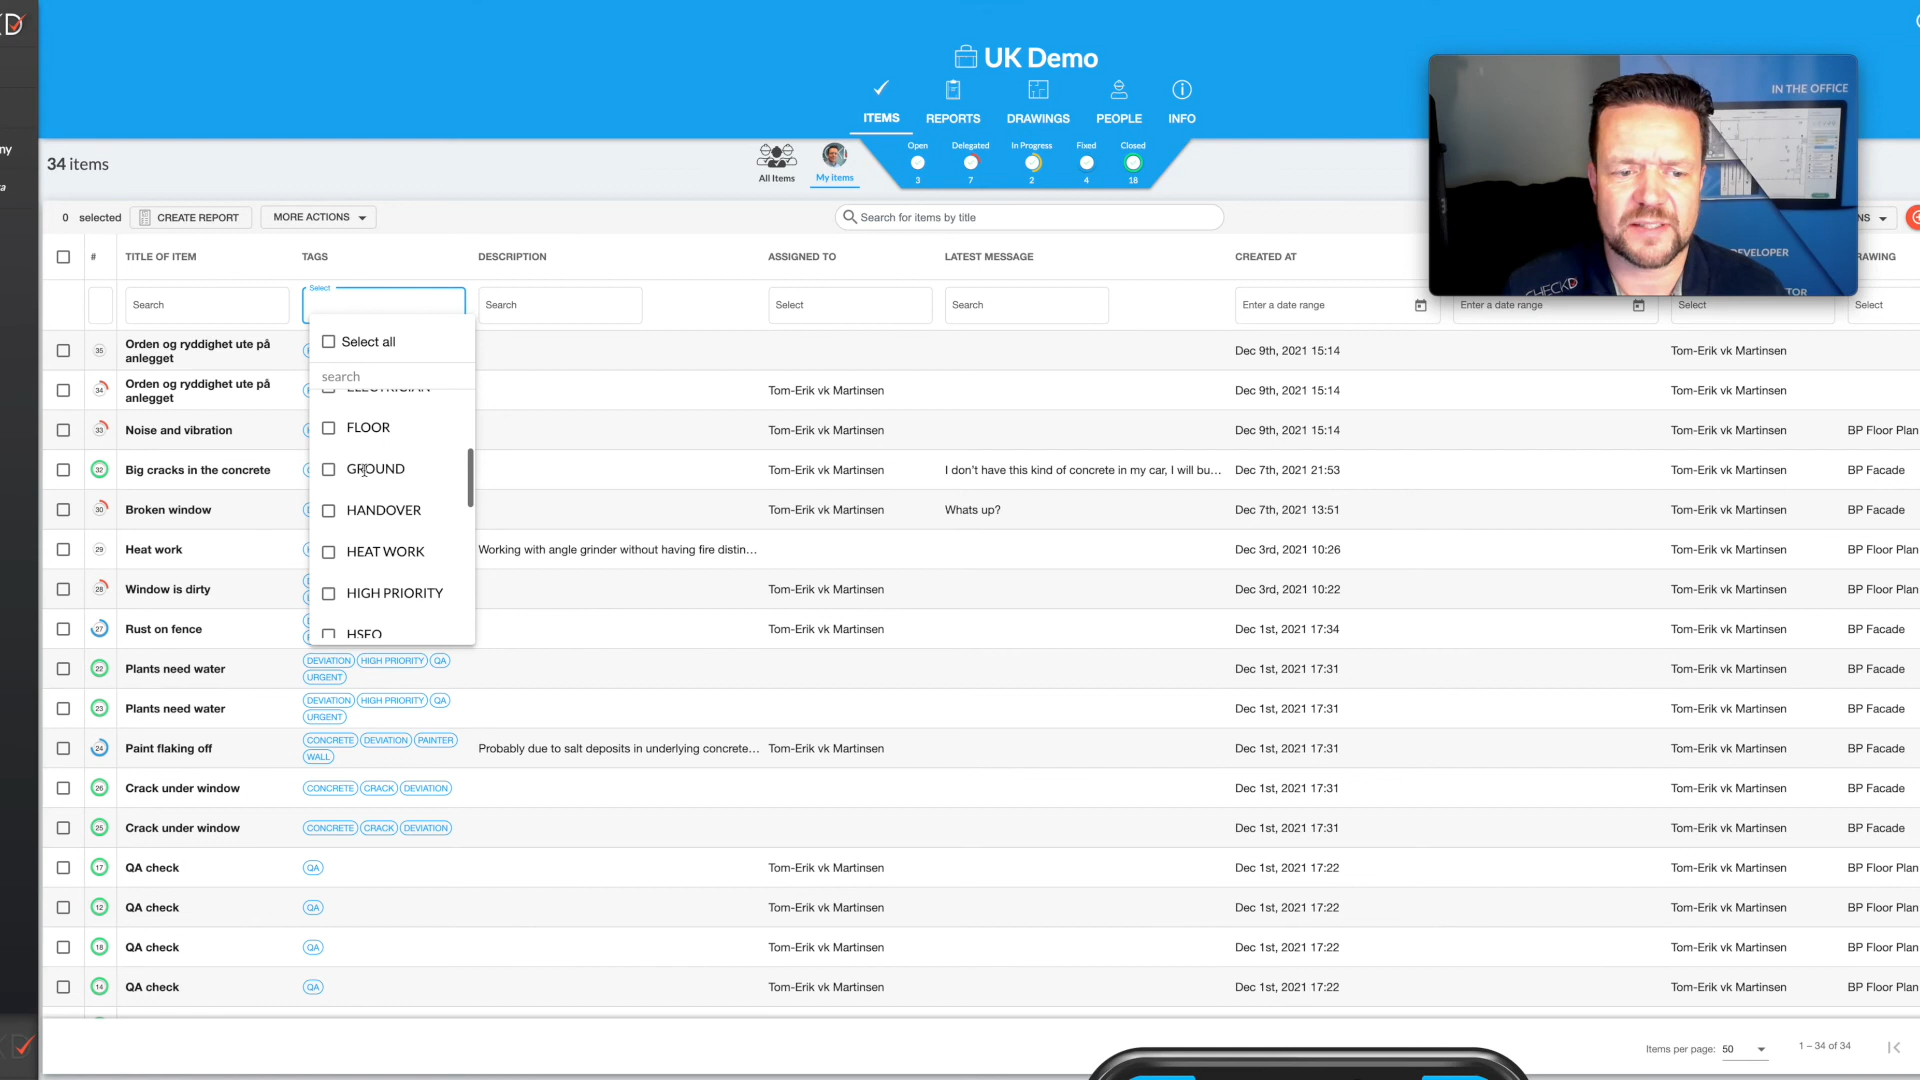 UK Demo
ITEMS
REPORTS
DRAWINGS
PEOPLE
INFO
IN THE OFFICE
34 items
All Items
My items
Open
3
Delegated
7
In Progress
2
Fixed
4
Closed
18
0 selected
CREATE REPORT
MORE ACTIONS
Search for items by title
NS
# TITLE OF ITEM TAGS DESCRIPTION ASSIGNED TO LATEST MESSAGE CREATED AT
Search
Select
Search
Select
Search
Enter a date range
Enter a date range
Select
Select
Select all
search
FLOOR
GROUND
HANDOVER
HEAT WORK
HIGH PRIORITY
35 Orden og ryddighet ute på anlegget Dec 9th, 2021 15:14 Tom-Erik vk Martinsen
34 Orden og ryddighet ute på anlegget Tom-Erik vk Martinsen Dec 9th, 2021 15:14 Tom-Erik vk Martinsen
33 Noise and vibration Tom-Erik vk Martinsen Dec 9th, 2021 15:14 Tom-Erik vk Martinsen BP Floor Plan
32 Big cracks in the concrete Tom-Erik vk Martinsen I don't have this kind of concrete in my car, I will bu... Dec 7th, 2021 21:53 Tom-Erik vk Martinsen BP Facade
30 Broken window Tom-Erik vk Martinsen Whats up? Dec 7th, 2021 13:51 Tom-Erik vk Martinsen BP Facade
29 Heat work Working with angle grinder without having fire distin... Dec 3rd, 2021 10:26 Tom-Erik vk Martinsen BP Floor Plan
28 Window is dirty Tom-Erik vk Martinsen Dec 3rd, 2021 10:22 Tom-Erik vk Martinsen BP Floor Plan
27 Rust on fence Tom-Erik vk Martinsen Dec 1st, 2021 17:34 Tom-Erik vk Martinsen BP Facade
22 Plants need water DEVIATION HIGH PRIORITY QA URGENT Dec 1st, 2021 17:31 Tom-Erik vk Martinsen BP Facade
23 Plants need water DEVIATION HIGH PRIORITY QA URGENT Dec 1st, 2021 17:31 Tom-Erik vk Martinsen BP Facade
24 Paint flaking off CONCRETE DEVIATION PAINTER WALL Probably due to salt deposits in underlying concrete... Tom-Erik vk Martinsen Dec 1st, 2021 17:31 Tom-Erik vk Martinsen BP Facade
26 Crack under window CONCRETE CRACK DEVIATION Dec 1st, 2021 17:31 Tom-Erik vk Martinsen BP Facade
25 Crack under window CONCRETE CRACK DEVIATION Dec 1st, 2021 17:31 Tom-Erik vk Martinsen BP Facade
17 QA check QA Tom-Erik vk Martinsen Dec 1st, 2021 17:22 Tom-Erik vk Martinsen BP Floor Plan
12 QA check QA Tom-Erik vk Martinsen Dec 1st, 2021 17:22 Tom-Erik vk Martinsen BP Floor Plan
18 QA check QA Tom-Erik vk Martinsen Dec 1st, 2021 17:22 Tom-Erik vk Martinsen BP Floor Plan
14 QA check QA Tom-Erik vk Martinsen Dec 1st, 2021 17:22 Tom-Erik vk Martinsen BP Floor Plan
Items per page: 50 1 – 34 of 34